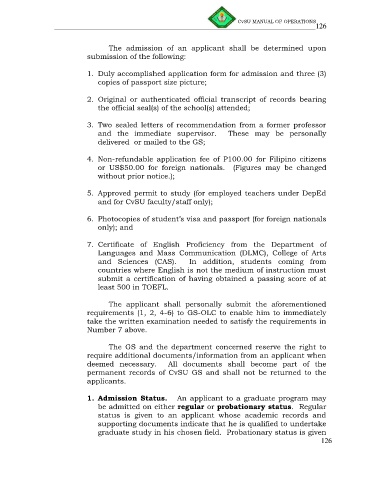 CvSU MANUAL OF OPERATIONS
126
The admission of an applicant shall be determined upon
submission of the following:
1. Duly accomplished application form for admission and three (3)
copies of passport size picture;
2. Original or authenticated official transcript of records bearing
the official seal(s) of the school(s) attended;
3. Two sealed letters of recommendation from a former professor
and the immediate supervisor. These may be personally
delivered or mailed to the GS;
4. Non-refundable application fee of P100.00 for Filipino citizens
or US$50.00 for foreign nationals. (Figures may be changed
without prior notice.);
5. Approved permit to study (for employed teachers under DepEd
and for CvSU faculty/staff only);
6. Photocopies of student's visa and passport (for foreign nationals
only); and
7. Certificate of English Proficiency from the Department of
Languages and Mass Communication (DLMC), College of Arts
and Sciences (CAS). In addition, students coming from
countries where English is not the medium of instruction must
submit a certification of having obtained a passing score of at
least 500 in TOEFL.
The applicant shall personally submit the aforementioned
requirements (1, 2, 4-6) to GS-OLC to enable him to immediately
take the written examination needed to satisfy the requirements in
Number 7 above.
The GS and the department concerned reserve the right to
require additional documents/information from an applicant when
deemed necessary. All documents shall become part of the
permanent records of CvSU GS and shall not be returned to the
applicants.
1. Admission Status. An applicant to a graduate program may
be admitted on either regular or probationary status. Regular
status is given to an applicant whose academic records and
supporting documents indicate that he is qualified to undertake
graduate study in his chosen field. Probationary status is given
126